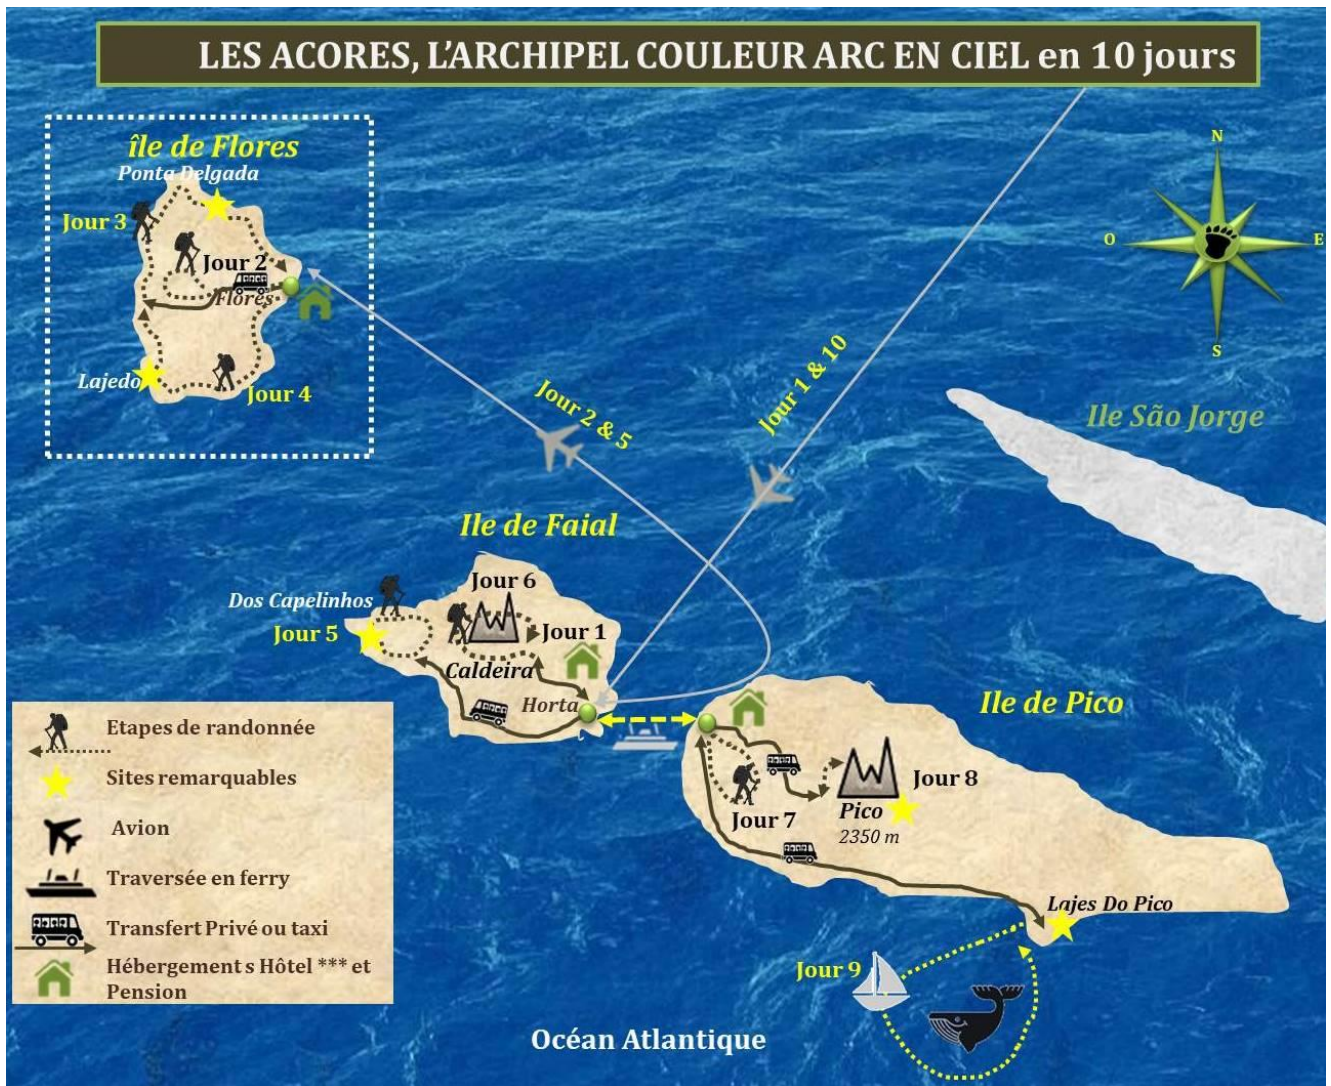 LES ACORES, L'ARCHIPEL COULEUR ARC EN CIEL en 10 jours
île de Flores
Ponta Delgada
Jour 3
Jour 2
Flores
Lajedo
Jour 4
N
O
E
S
Jour 2 & 5
Jour 1 & 10
Ile São Jorge
Ile de Faial
Jour 6
Dos Capelinhos
Jour 5
Jour 1
Caldeira
Horta
Ile de Pico
Jour 8
Jour 7
Pico
2350 m
Lajes Do Pico
Jour 9
Océan Atlantique
Etapes de randonnée
Sites remarquables
Avion
Traversée en ferry
Transfert Privé ou taxi
Hébergement s Hôtel *** et
Pension